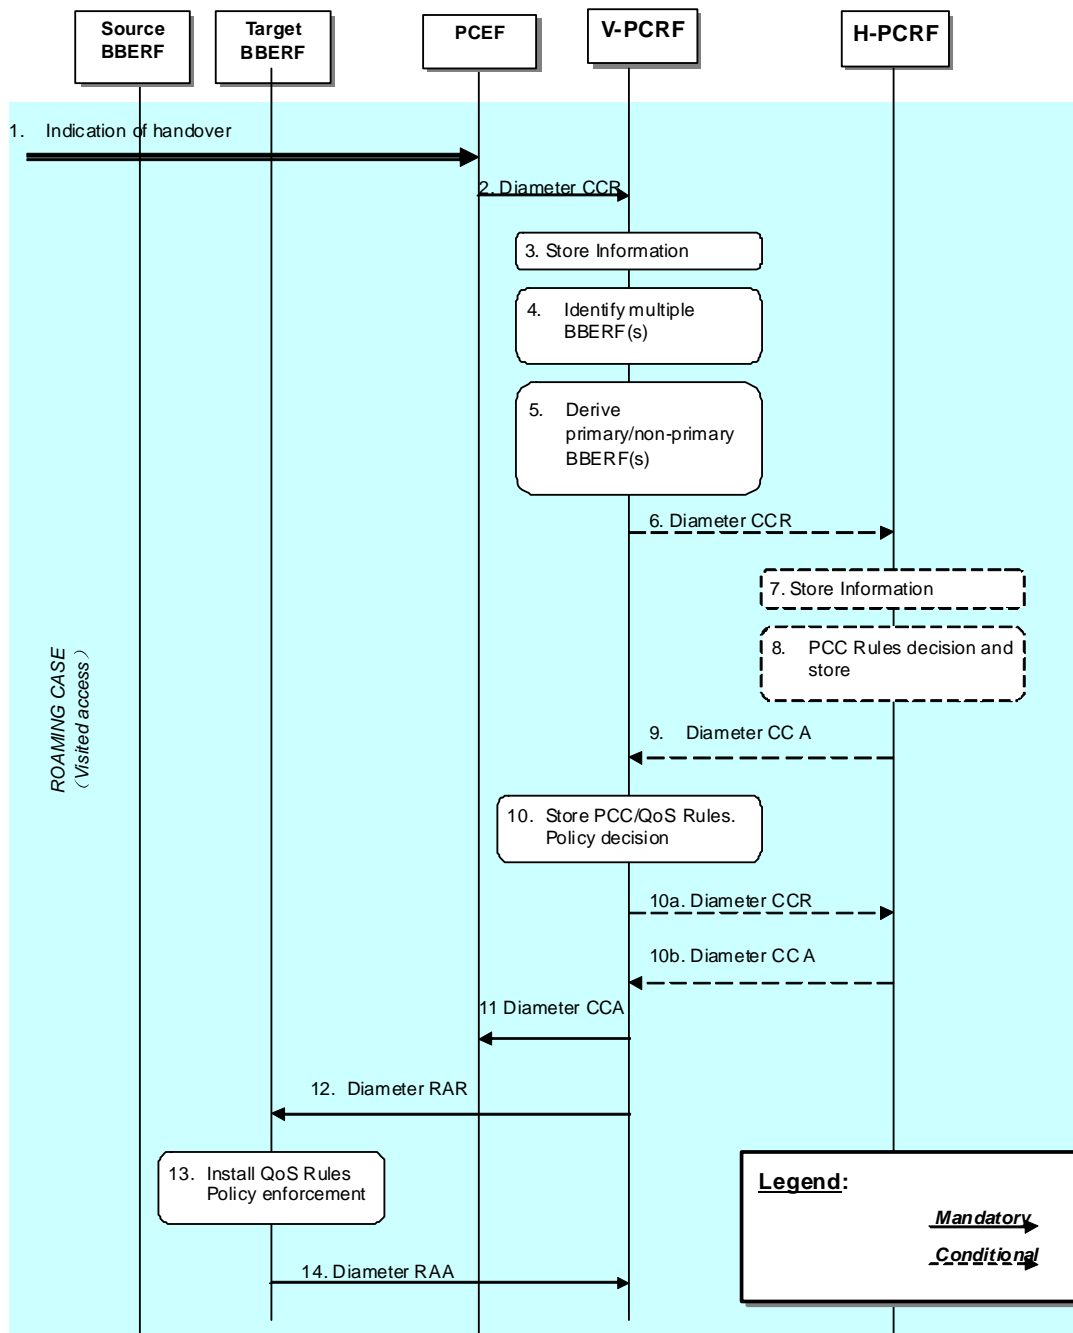 Source
BBERF
Target
BBERF
PCEF
V-PCRF
H-PCRF
1. Indication of handover
2. Diameter CCR
3. Store Information
4. Identify multiple
BBERF(s)
5. Derive
primary/non-primary
BBERF(s)
6. Diameter CCR
7. Store Information
8. PCC Rules decision and
store
ROAMING CASE
(Visited access)
9. Diameter CC A
10. Store PCC/QoS Rules.
Policy decision
10a. Diameter CCR
10b. Diameter CC A
11 Diameter CCA
12. Diameter RAR
13. Install QoS Rules
Policy enforcement
14. Diameter RAA
Legend:
Mandatory
Conditional